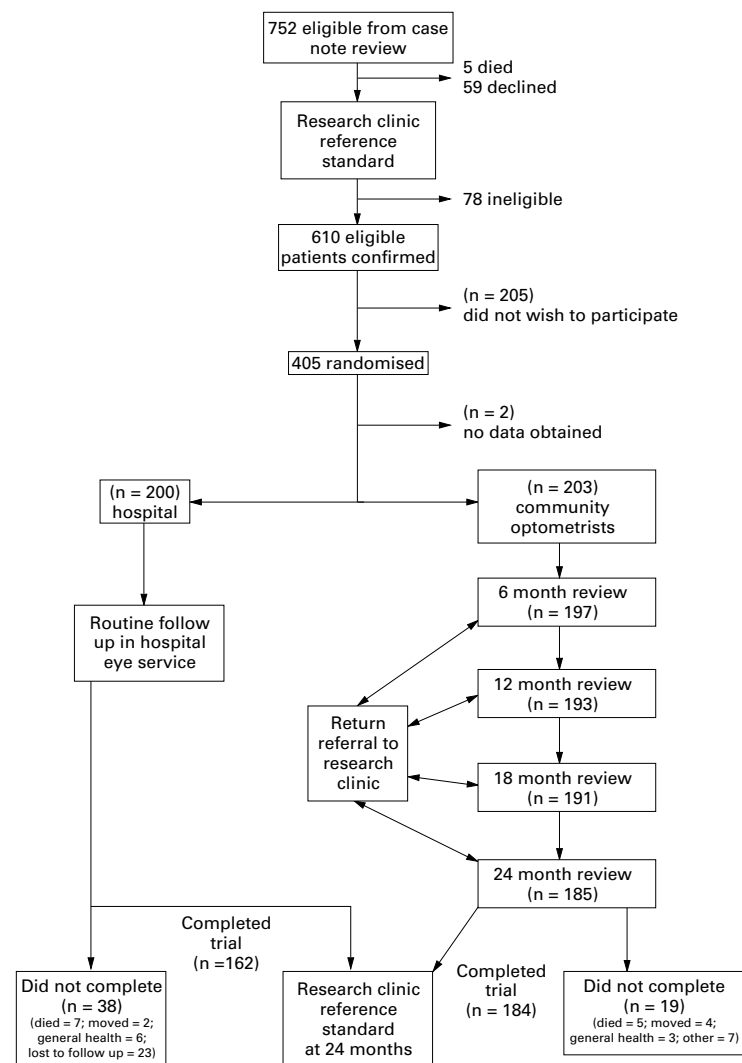 752 eligible from case
note review
5 died
59 declined
Research clinic
reference
standard
78 ineligible
610 eligible
patients confirmed
(n = 205)
did not wish to participate
405 randomised
(n = 2)
no data obtained
(n = 200)
hospital
(n = 203)
community
optometrists
Routine follow
up in hospital
eye service
6 month review
(n = 197)
12 month review
(n = 193)
Return
referral to
research
clinic
18 month review
(n = 191)
24 month review
(n = 185)
Completed
trial
(n =162)
Completed
trial
(n = 184)
Did not complete
(n = 38)
(died = 7; moved = 2;
general health = 6;
lost to follow up = 23)
Research clinic
reference
standard
at 24 months
Did not complete
(n = 19)
(died = 5; moved = 4;
general health = 3; other = 7)